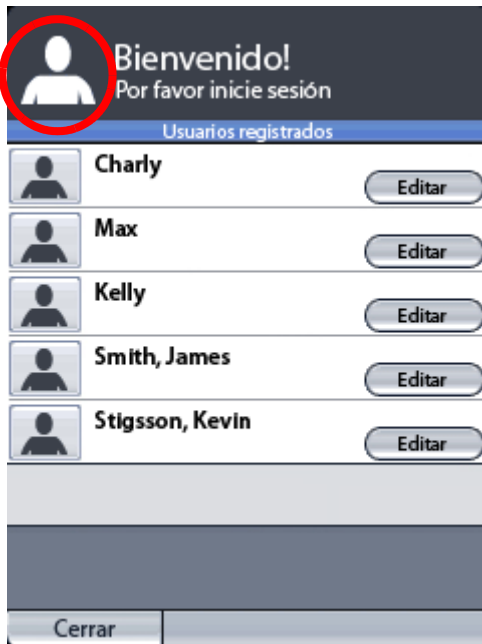 Bienvenido!
Por favor inicie sesión
Usuarios registrados
Charly
Editar
Max
Editar
Kelly
Editar
Smith, James
Editar
Stigsson, Kevin
Editar
Cerrar